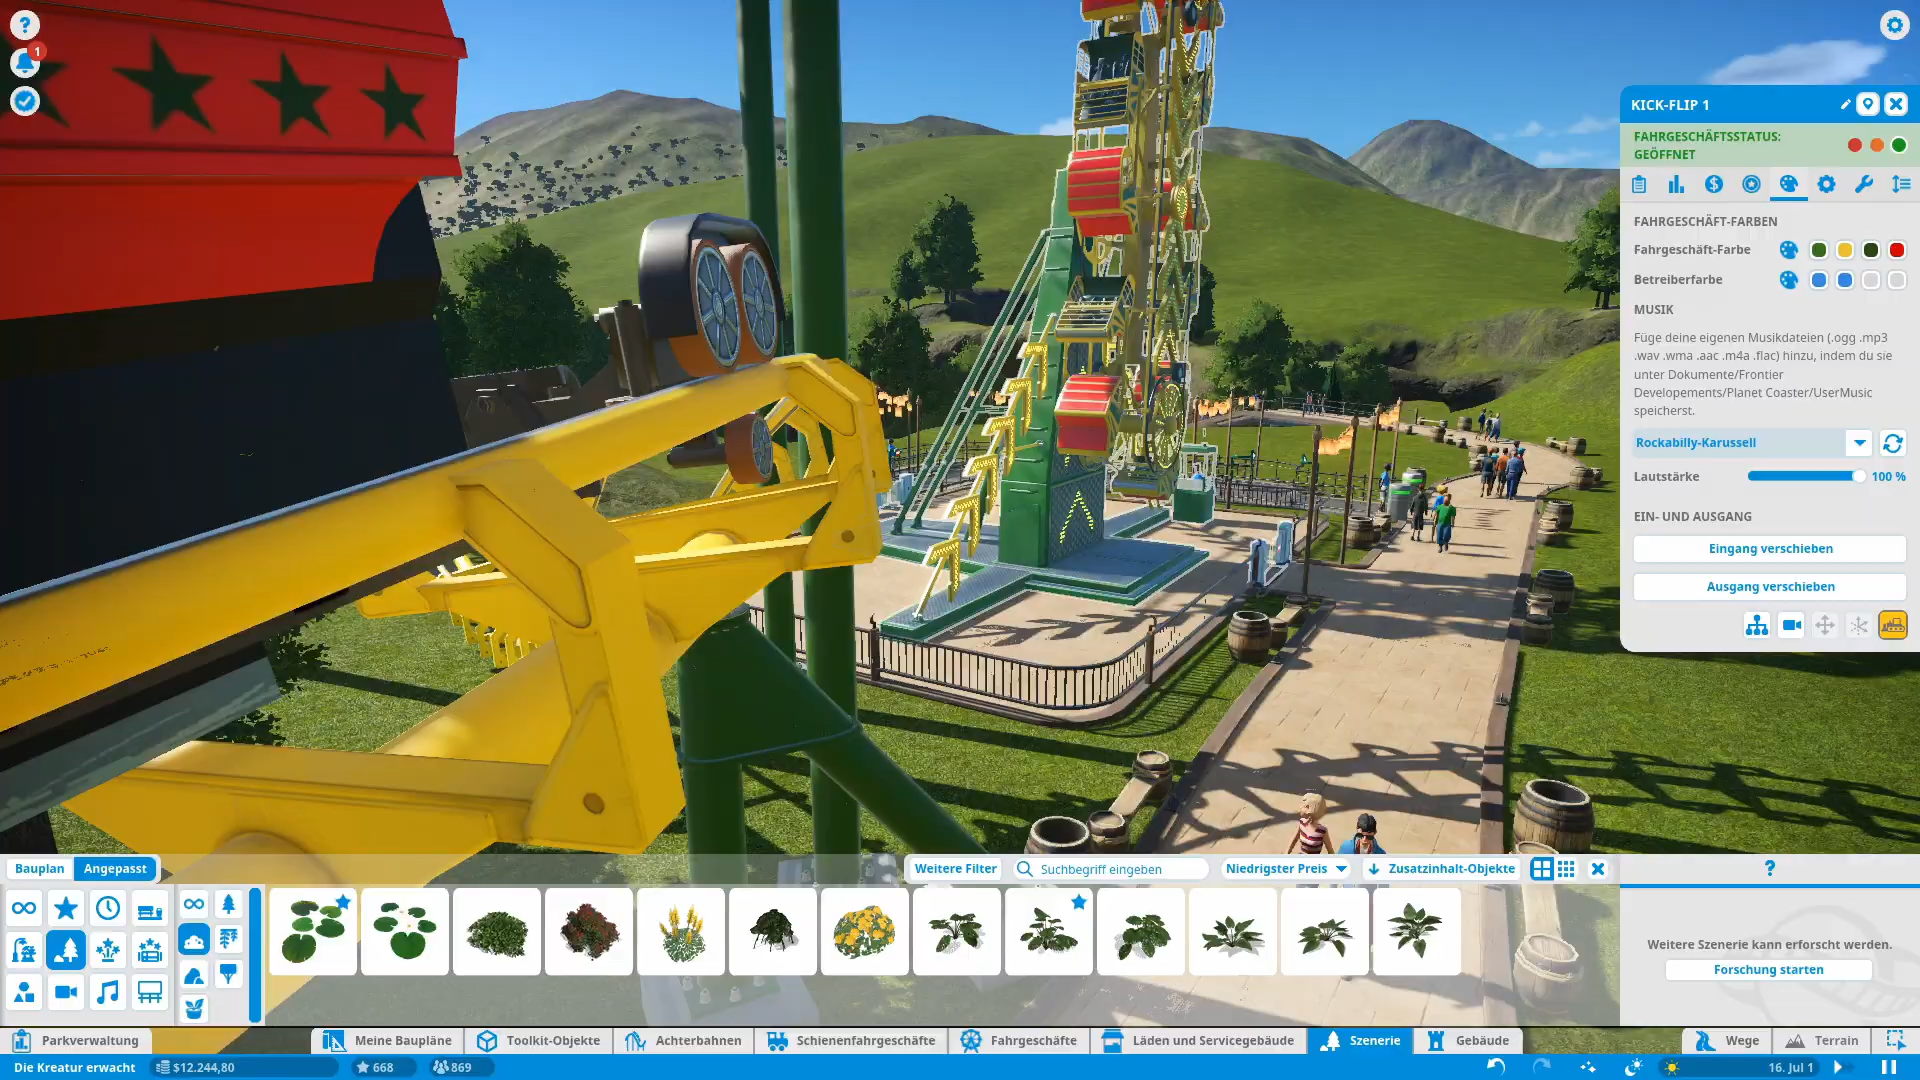 1
KICK-FLIP 1
FAHRGESCHÄFTSSTATUS:
GEÖFFNET
FAHRGESCHÄFT-FARBEN
Fahrgeschäft-Farbe
Betreiberfarbe
MUSIK
Füge deine eigenen Musikdateien (.ogg .mp3
.wav .wma .aac .m4a .flac) hinzu, indem du sie
unter Dokumente/Frontier
Developements/Planet Coaster/UserMusic
speicherst.
Rockabilly-Karussell
Lautstärke 100 %
EIN- UND AUSGANG
Eingang verschieben
Ausgang verschieben
Bauplan Angepasst Weitere Filter Suchbegriff eingeben Niedrigster Preis Zusatzinhalt-Objekte
Weitere Szenerie kann erforscht werden.
Forschung starten
Parkverwaltung Meine Baupläne Toolkit-Objekte Achterbahnen Schienenfahrgeschäfte Fahrgeschäfte Läden und Servicegebäude Szenerie Gebäude Wege Terrain
Die Kreatur erwacht $12.244,80 668 869 16. Jul 1